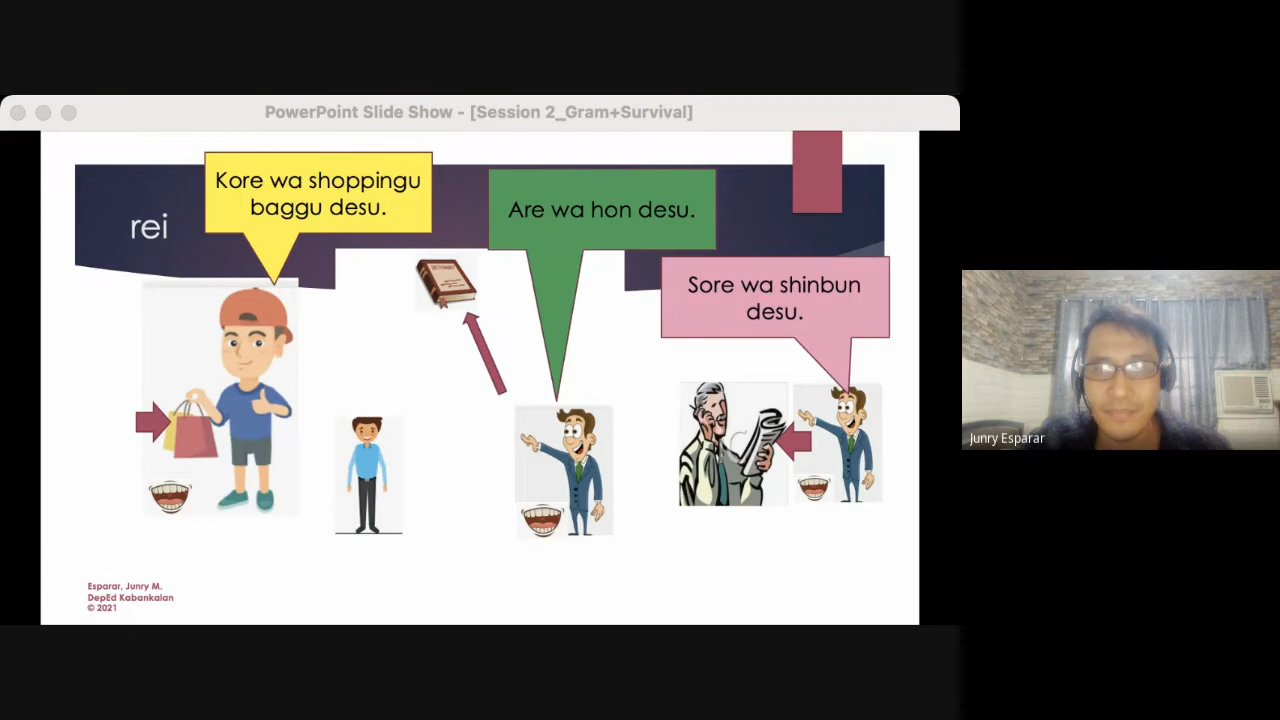 PowerPoint Slide Show - [Session 2_Gram+Survival]
Kore wa shoppingu
baggu desu.
rei
Are wa hon desu.
Sore wa shinbun
desu.
DICTIONARY
Junry Esparar
Esparar, Junry M.
DepEd Kabankalan
© 2021